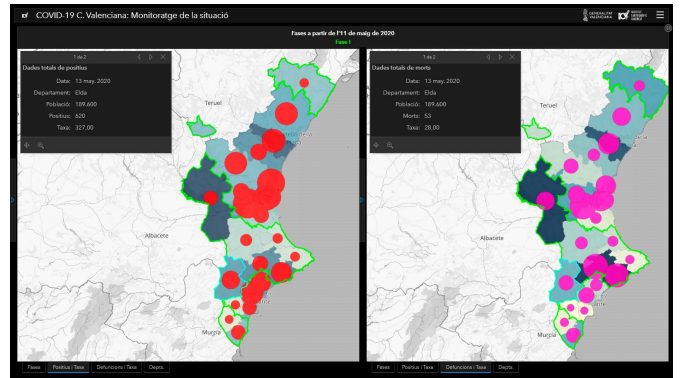 COVID-19 C. Valenciana: Monitoratge de la situació
GENERALITAT
VALENCIANA
Fases a partir de l'11 de maig de 2020
Fase I
1 de 2
Dades totals de positius
Data: 13 may. 2020
Departament: Elda
Població: 189.600
Positius: 620
Taxa: 327,00
Teruel
Albacete
Murcia
Fases
Positius i Taxa
Defuncions i Taxa
Depts.
1 de 2
Dades totals de morts
Data: 13 may. 2020
Departament: Elda
Població: 189.600
Morts: 53
Taxa: 28,00
Teruel
Albacete
Murcia
Fases
Positius i Taxa
Defuncions i Taxa
Depts.